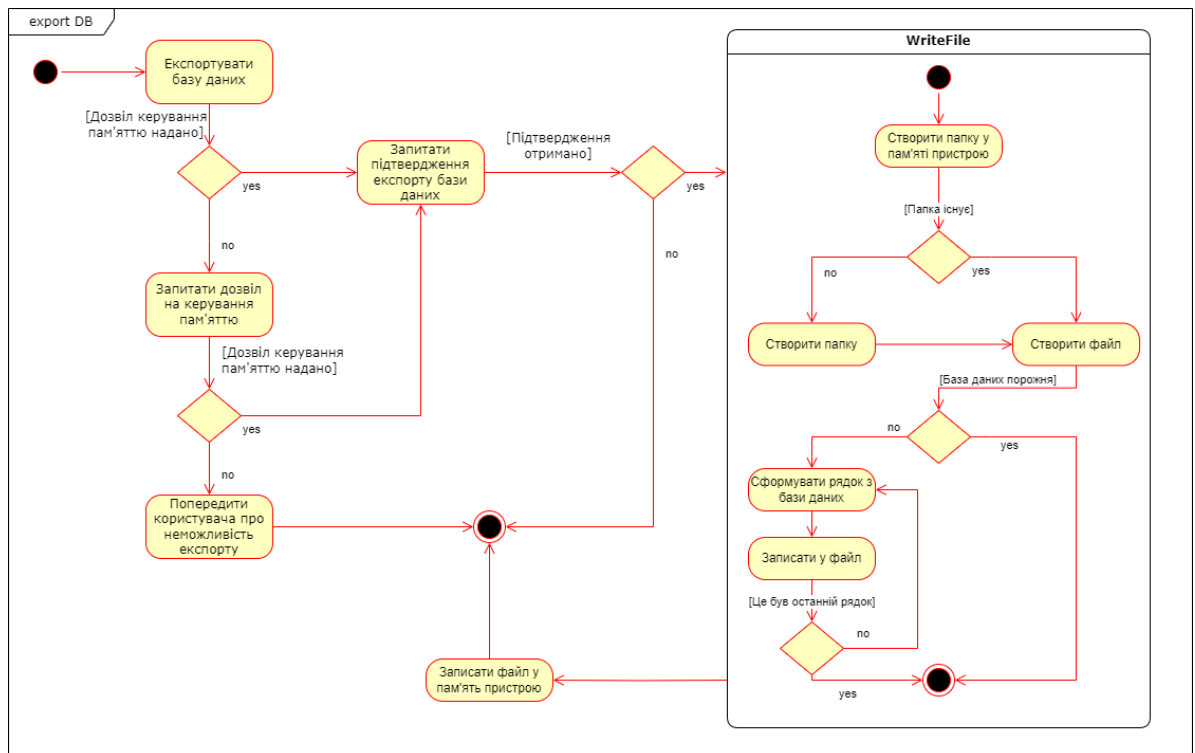 export DB
WriteFile
Експортувати
базу даних
[Дозвіл керування
пам'яттю надано]
yes
no
Запитати
підтвердження
експорту бази
даних
[Підтвердження
отримано]
yes
no
Запитати дозвіл
на керування
пам'яттю
[Дозвіл керування
пам'яттю надано]
yes
no
Попередити
користувача про
неможливість
експорту
Створити папку у
пам'яті пристрою
[Папка існує]
no
yes
Створити папку
Створити файл
[База даних порожня]
no
yes
Сформувати рядок з
бази даних
Записати у файл
[Це був останній рядок]
no
yes
Записати файл у
пам'ять пристрою